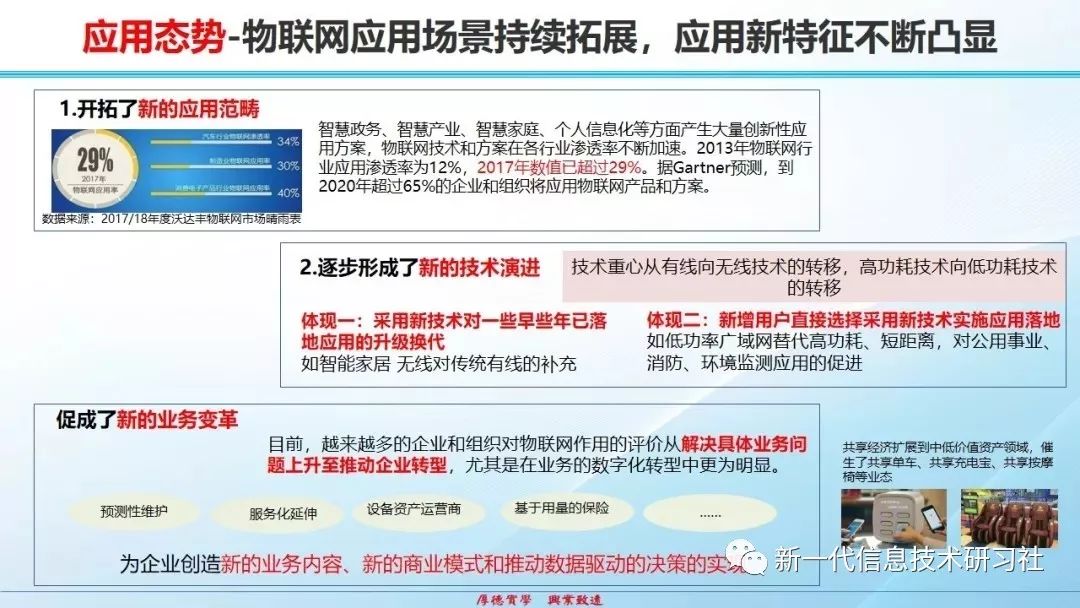 应用态势-物联网应用场景持续拓展，应用新特征不断凸显
1.开拓了新的应用范畴
29%
2017年
物联网应用率
汽车行业物联网渗透率
34%
制造业物联网应用率
30%
消费电子产品行业物联网应用率
40%
数据来源：2017/18年度沃达丰物联网市场晴雨表
智慧政务、智慧产业、智慧家庭、个人信息化等方面产生大量创新性应
用方案，物联网技术和方案在各行业渗透率不断加速。2013年物联网行
业应用渗透率为12%，2017年数值已超过29%。据Gartner预测，到
2020年超过65%的企业和组织将应用物联网产品和方案。
2.逐步形成了新的技术演进
技术重心从有线向无线技术的转移，高功耗技术向低功耗技术
的转移
体现一：采用新技术对一些早些年已落
地应用的升级换代
如智能家居 无线对传统有线的补充
体现二：新增用户直接选择采用新技术实施应用落地
如低功率广域网替代高功耗、短距离，对公用事业、
消防、环境监测应用的促进
促成了新的业务变革
目前，越来越多的企业和组织对物联网作用的评价从解决具体业务问
题上升至推动企业转型，尤其是在业务的数字化转型中更为明显。
预测性维护
服务化延伸
设备资产运营商
基于用量的保险
......
为企业创造新的业务内容、新的商业模式和推动数据驱动的决策的实现
共享经济扩展到中低价值资产领域，催
生了共享单车、共享充电宝、共享按摩
椅等业态
新一代信息技术研习社
厚德实学 兴业致远